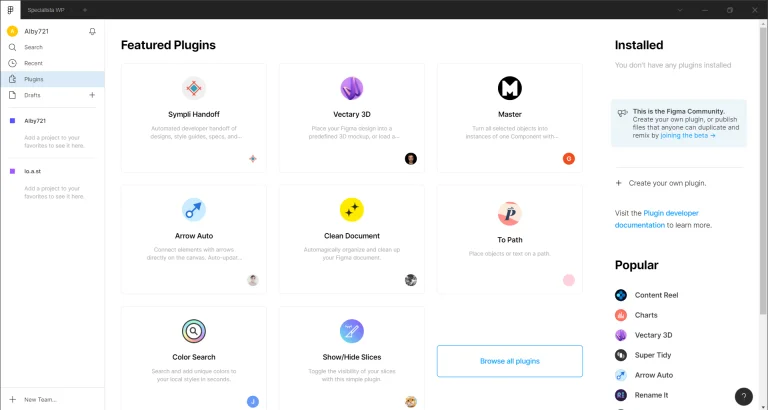 Specialista WP
Alby721
Search
Recent
Plugins
Drafts
Alby721
Add a project to your
favorites to see it here.
lo.a.st
Add a project to your
favorites to see it here.
New Team...
Featured Plugins
Sympli Handoff
Automated developer handoff of
designs, style guides, specs, and...
Vectary 3D
Place your Figma design into a
predefined 3D mockup, or load a...
Master
Turn all selected objects into
instances of one Component with...
G
Arrow Auto
Connect elements with arrows
directly on the canvas. Auto-updat...
Clean Document
Automagically organize and clean up
your Figma document.
To Path
Place objects or text on a path.
Color Search
Search and add unique colors to
your local styles in seconds.
J
Show/Hide Slices
Toggle the visibility of your slices
with this simple plugin.
Browse all plugins
Installed
You don't have any plugins installed
This is the Figma Community.
Create your own plugin, or publish
files that anyone can duplicate and
remix by joining the beta →
Create your own plugin.
Visit the Plugin developer
documentation to learn more.
Popular
Content Reel
Charts
Vectary 3D
Super Tidy
Arrow Auto
Rename It
Master
?